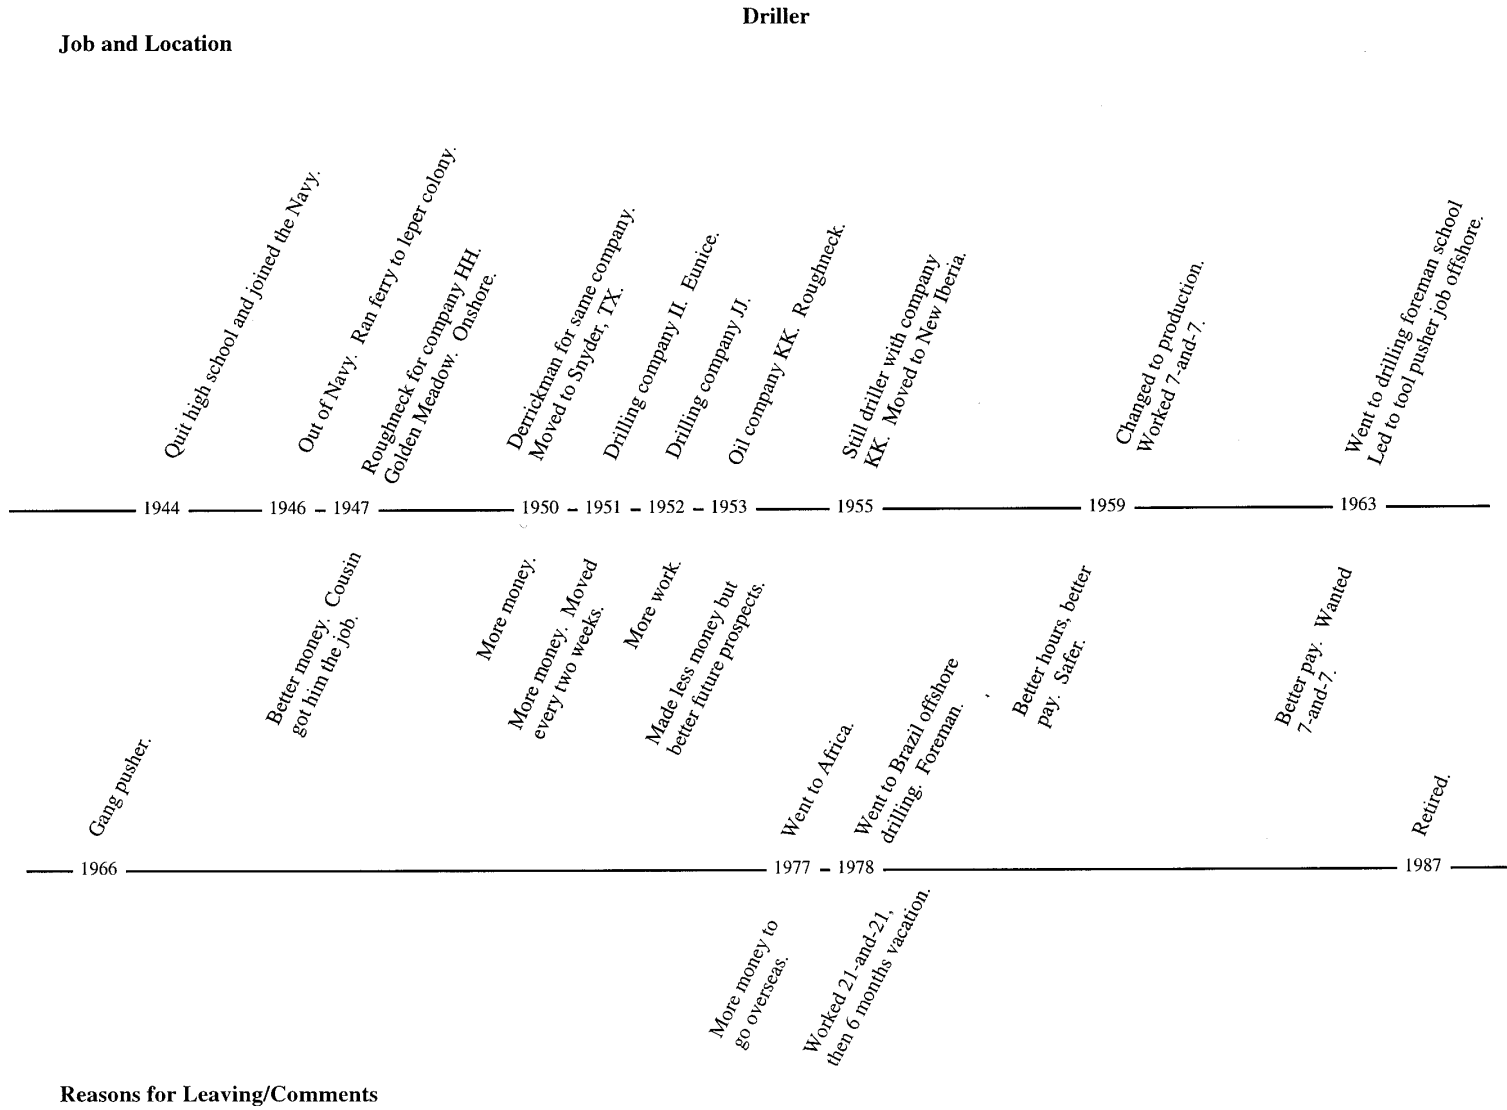 Driller
Job and Location
Quit high school and joined the Navy.
Out of Navy. Ran ferry to leper colony.
Roughneck for company HH.
Golden Meadow. Onshore.
Derrickman for same company.
Moved to Snyder, TX.
Drilling company II. Eunice.
Drilling company JJ.
Oil company KK. Roughneck.
Still driller with company
KK. Moved to New Iberia.
Changed to production.
Worked 7-and-7.
Went to drilling foreman school
Led to tool pusher job offshore.
1944 1946 1947 1950 1951 1952 1953 1955 1959 1963
Better money. Cousin
got him the job.
More money.
More money. Moved
every two weeks.
More work.
Made less money but
better future prospects.
Better hours, better
pay. Safer.
Better pay. Wanted
7-and-7.
Gang pusher.
Went to Africa.
Went to Brazil offshore
drilling. Foreman.
Retired.
1966 1977 1978 1987
More money to
go overseas.
Worked 21-and-21,
then 6 months vacation.
Reasons for Leaving/Comments